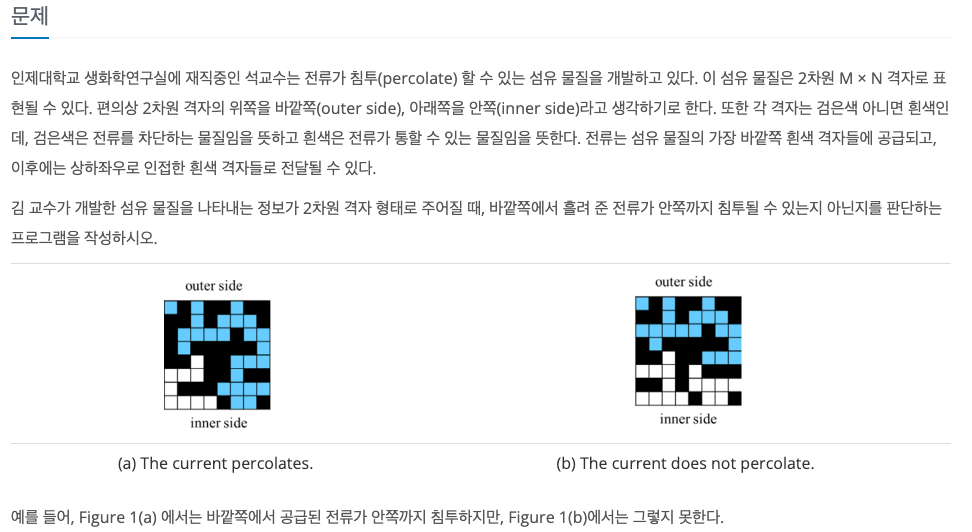 문제
인제대학교 생화학연구실에 재직중인 석교수는 전류가 침투(percolate) 할 수 있는 섬유 물질을 개발하고 있다. 이 섬유 물질은 2차원 M × N 격자로 표
현될 수 있다. 편의상 2차원 격자의 위쪽을 바깥쪽(outer side), 아래쪽을 안쪽(inner side)라고 생각하기로 한다. 또한 각 격자는 검은색 아니면 흰색인
데, 검은색은 전류를 차단하는 물질임을 뜻하고 흰색은 전류가 통할 수 있는 물질임을 뜻한다. 전류는 섬유 물질의 가장 바깥쪽 흰색 격자들에 공급되고,
이후에는 상하좌우로 인접한 흰색 격자들로 전달될 수 있다.
김 교수가 개발한 섬유 물질을 나타내는 정보가 2차원 격자 형태로 주어질 때, 바깥쪽에서 흘려 준 전류가 안쪽까지 침투될 수 있는지 아닌지를 판단하는
프로그램을 작성하시오.
outer side
outer side
inner side
inner side
(a) The current percolates.
(b) The current does not percolate.
예를 들어, Figure 1(a) 에서는 바깥쪽에서 공급된 전류가 안쪽까지 침투하지만, Figure 1(b)에서는 그렇지 못한다.